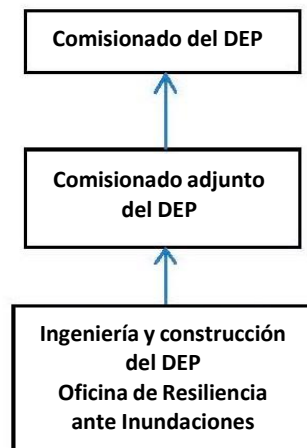 Comisionado del DEP
Comisionado adjunto
del DEP
Ingeniería y construcción
del DEP
Oficina de Resiliencia
ante Inundaciones